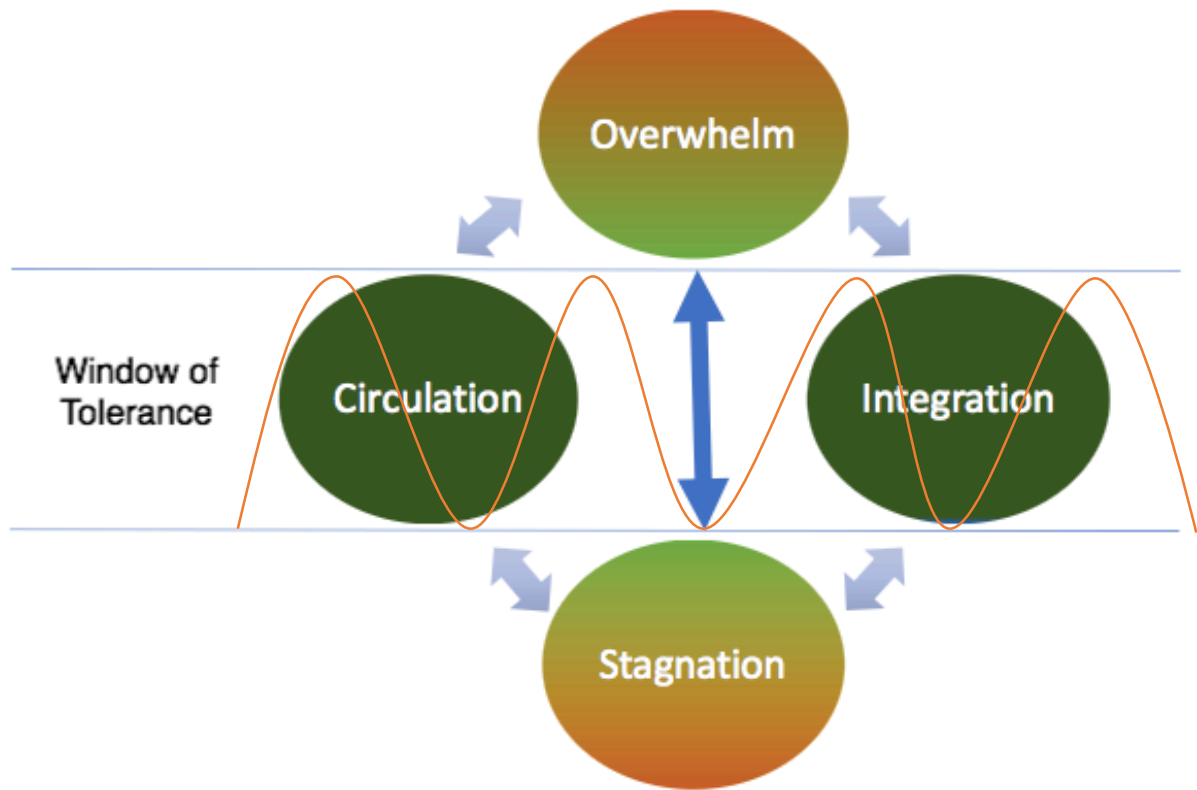 Overwhelm
Window of
Tolerance
Circulation
Integration
Stagnation